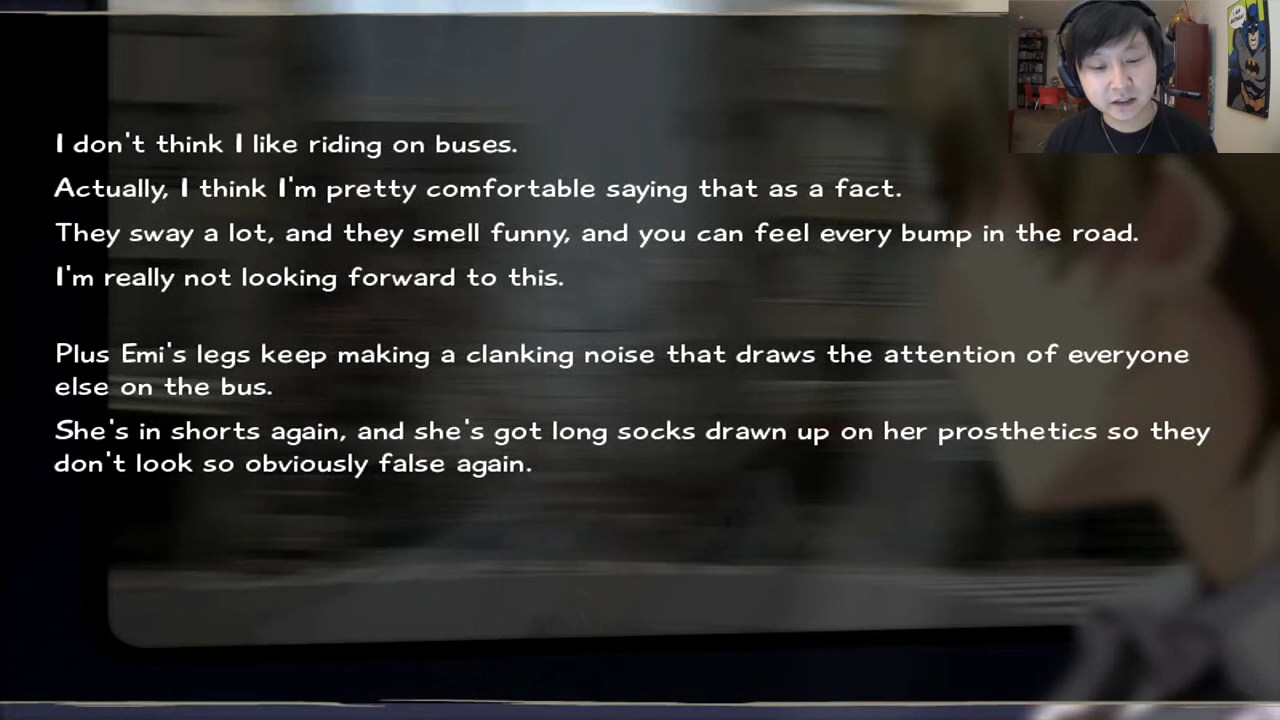 I don't think I like riding on buses.
Actually, I think I'm pretty comfortable saying that as a fact.
They sway a lot, and they smell funny, and you can feel every bump in the road.
I'm really not looking forward to this.
Plus Emi's legs keep making a clanking noise that draws the attention of everyone
else on the bus.
She's in shorts again, and she's got long socks drawn up on her prosthetics so they
don't look so obviously false again.